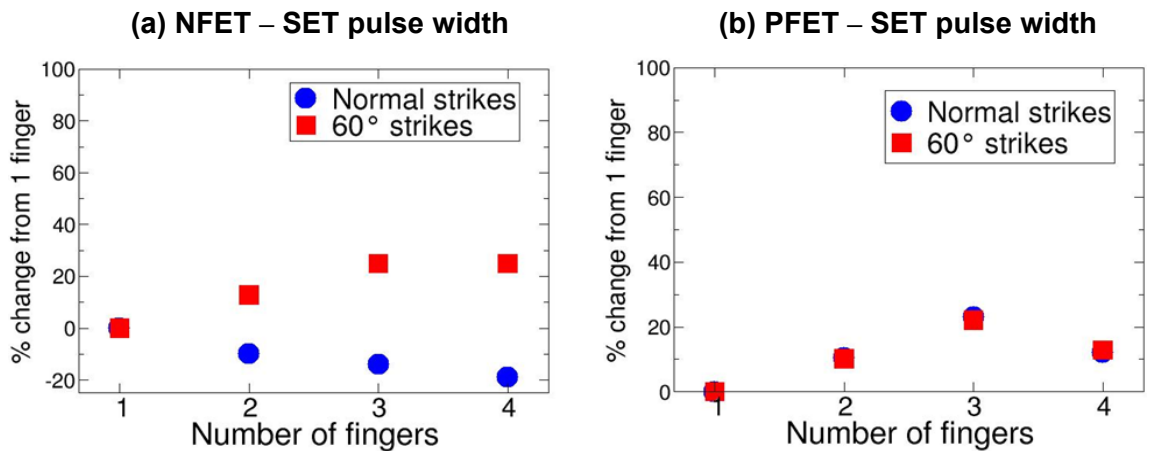 (a) NFET – SET pulse width
100
80
60
40
20
0
-20
% change from 1 finger
Normal strikes
60° strikes
1 2 3 4
Number of fingers
(b) PFET – SET pulse width
100
80
60
40
20
0
% change from 1 finger
Normal strikes
60° strikes
1 2 3 4
Number of fingers